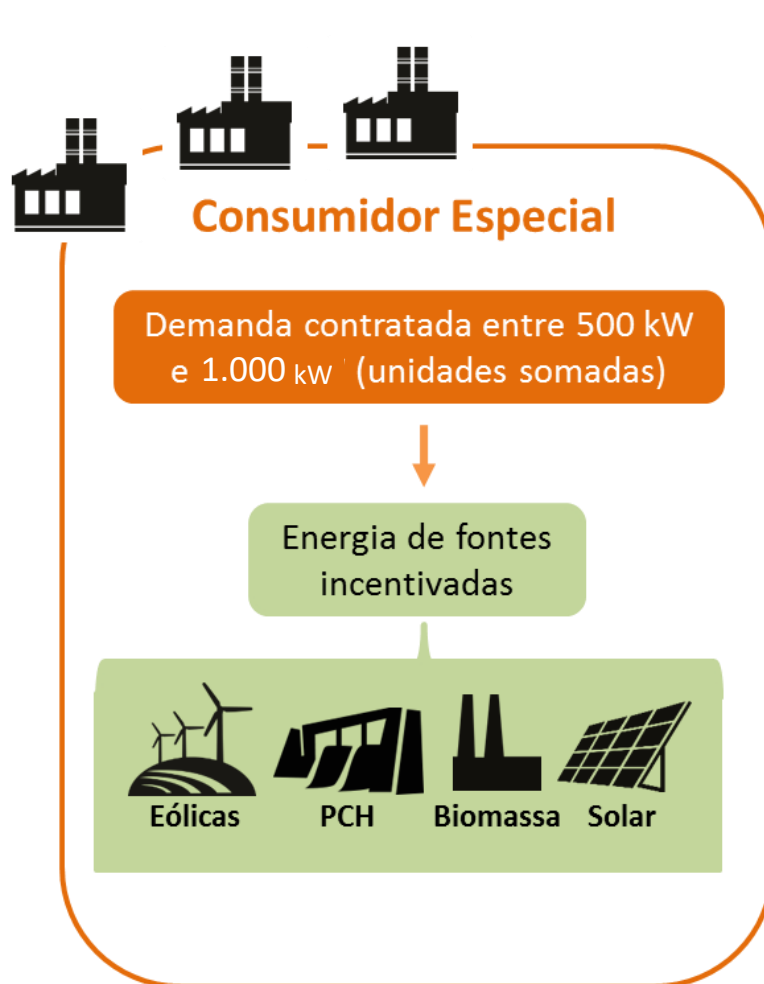 Consumidor Especial
Demanda contratada entre 500 kW
e 1.000 kW (unidades somadas)
Energia de fontes
incentivadas
Eólicas PCH Biomassa Solar